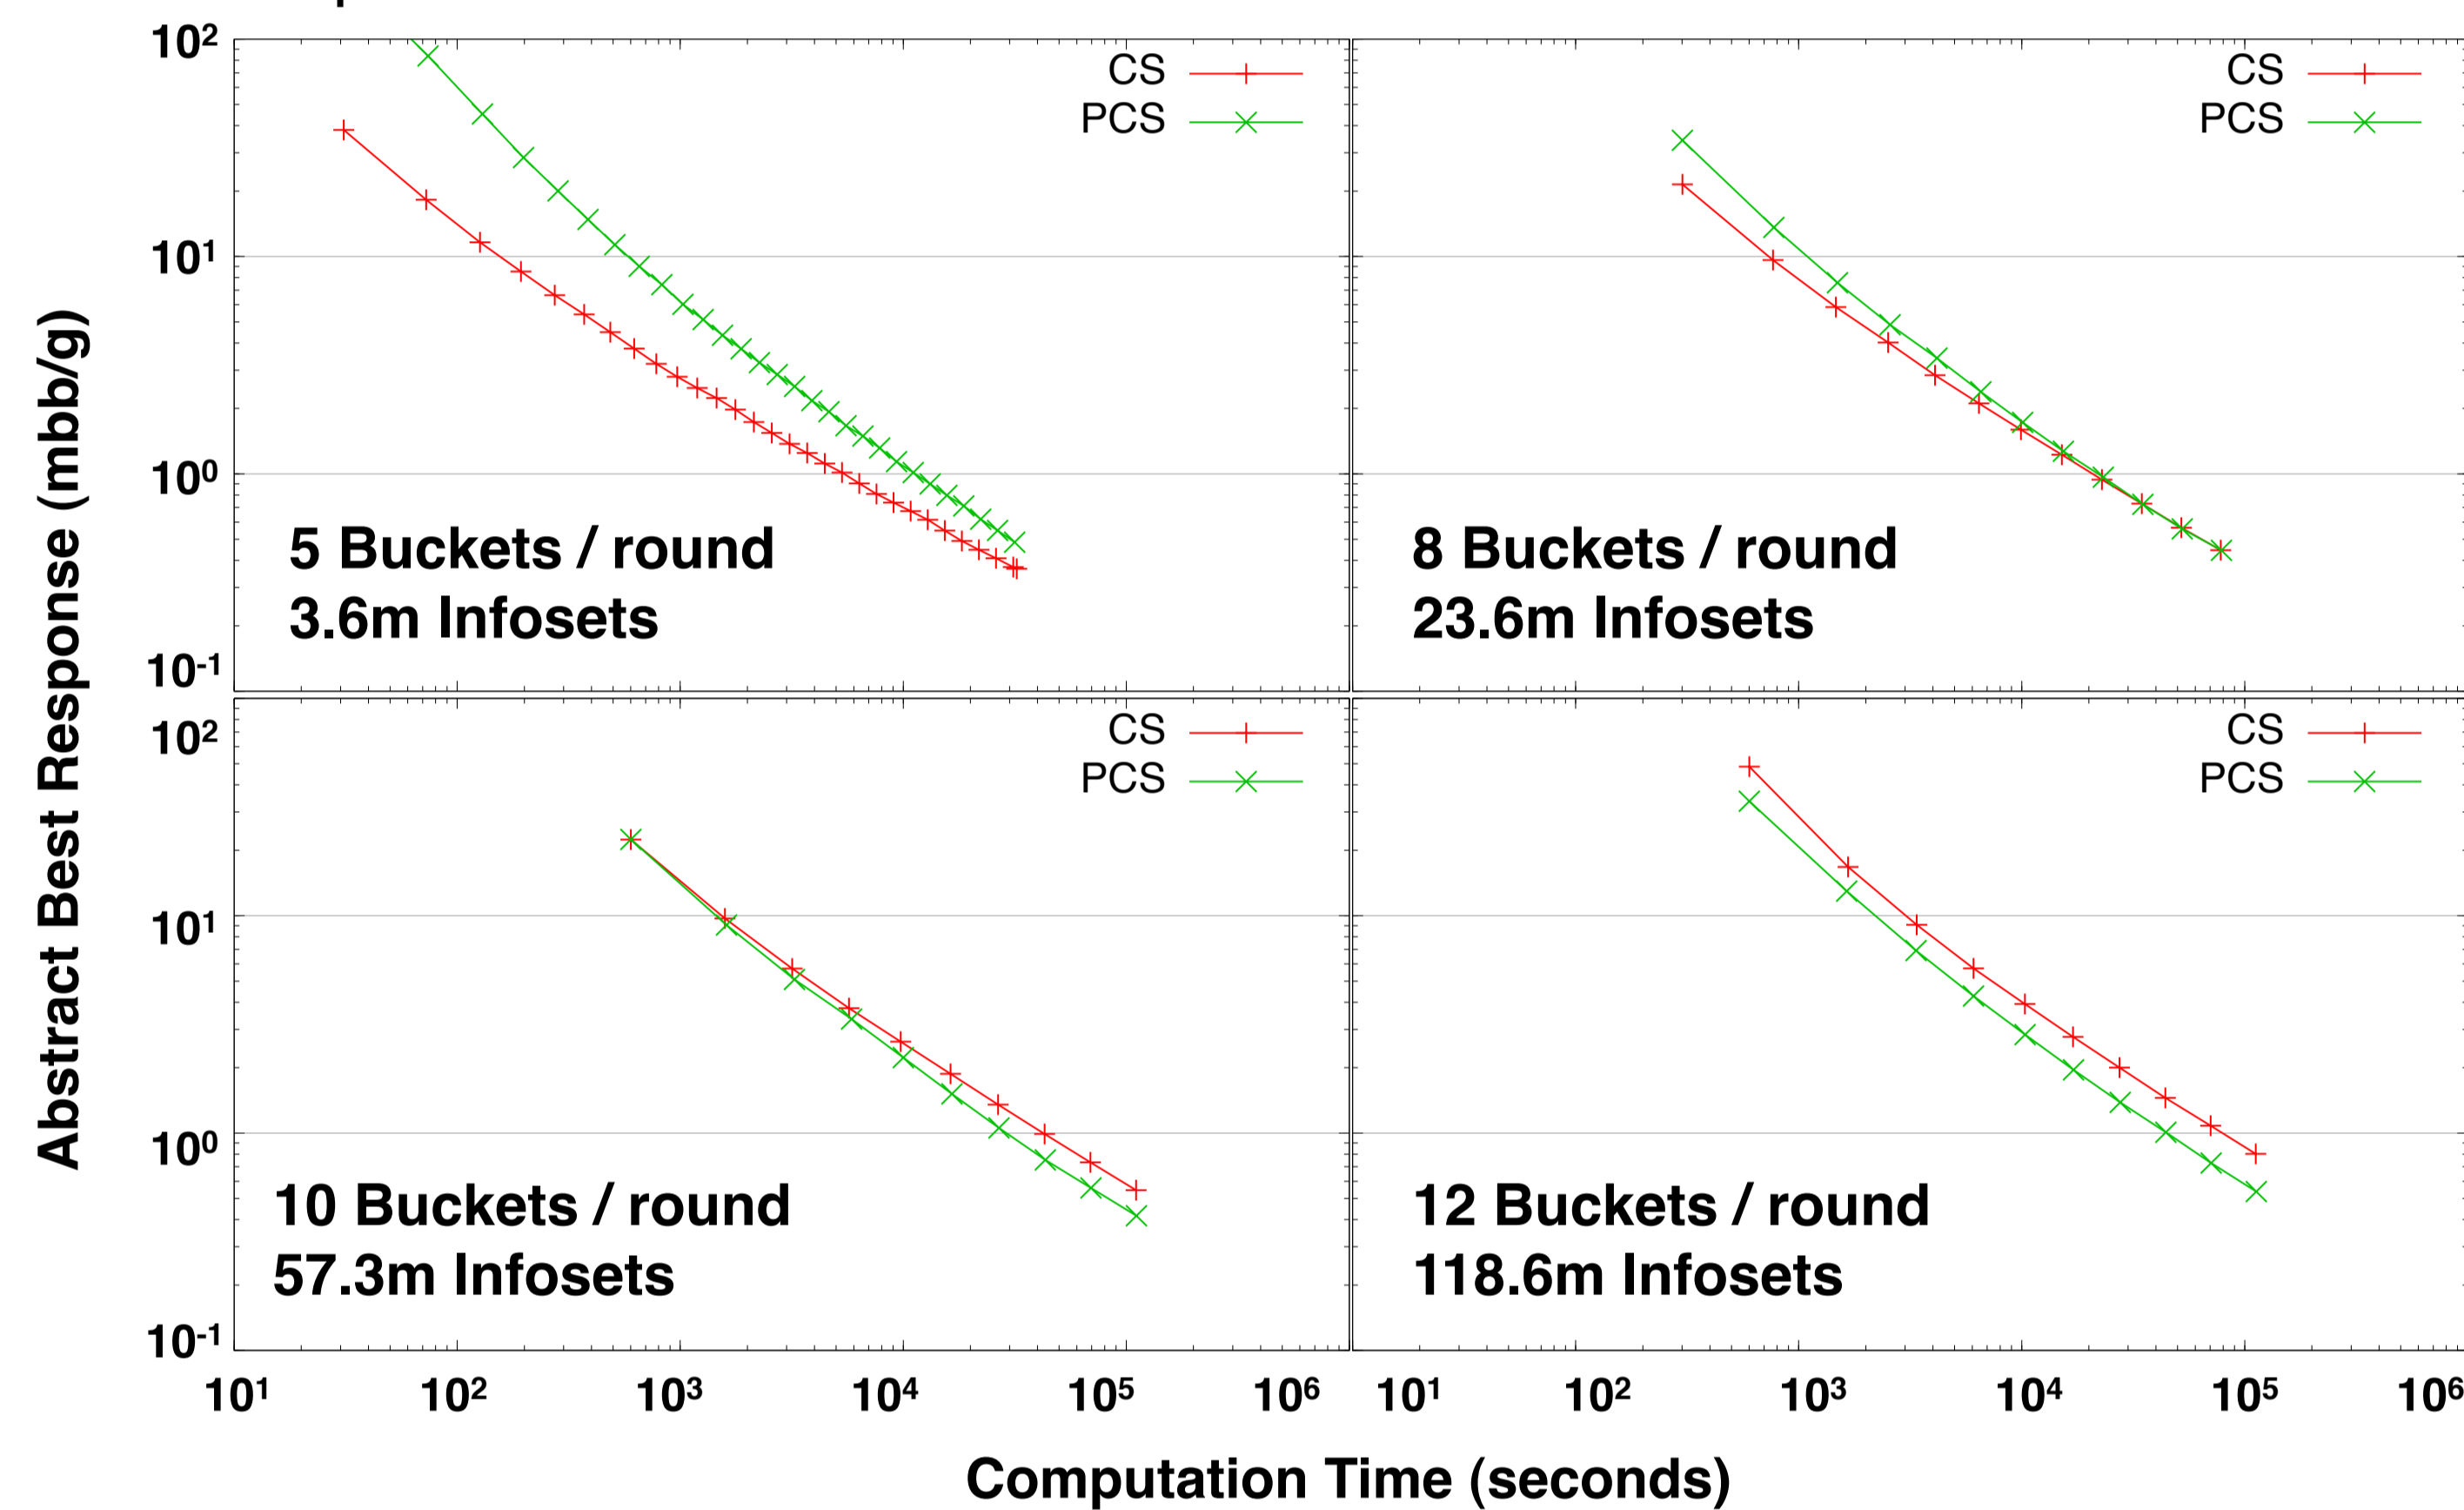 Abstract Best Response (mbb/g)
10²
10¹
10⁰
10⁻¹
CS
PCS
5 Buckets / round
3.6m Infosets
CS
PCS
8 Buckets / round
23.6m Infosets
10²
10¹
10⁰
10⁻¹
CS
PCS
10 Buckets / round
57.3m Infosets
CS
PCS
12 Buckets / round
118.6m Infosets
10¹ 10² 10³ 10⁴ 10⁵ 10⁶ 10¹ 10² 10³ 10⁴ 10⁵ 10⁶
Computation Time (seconds)